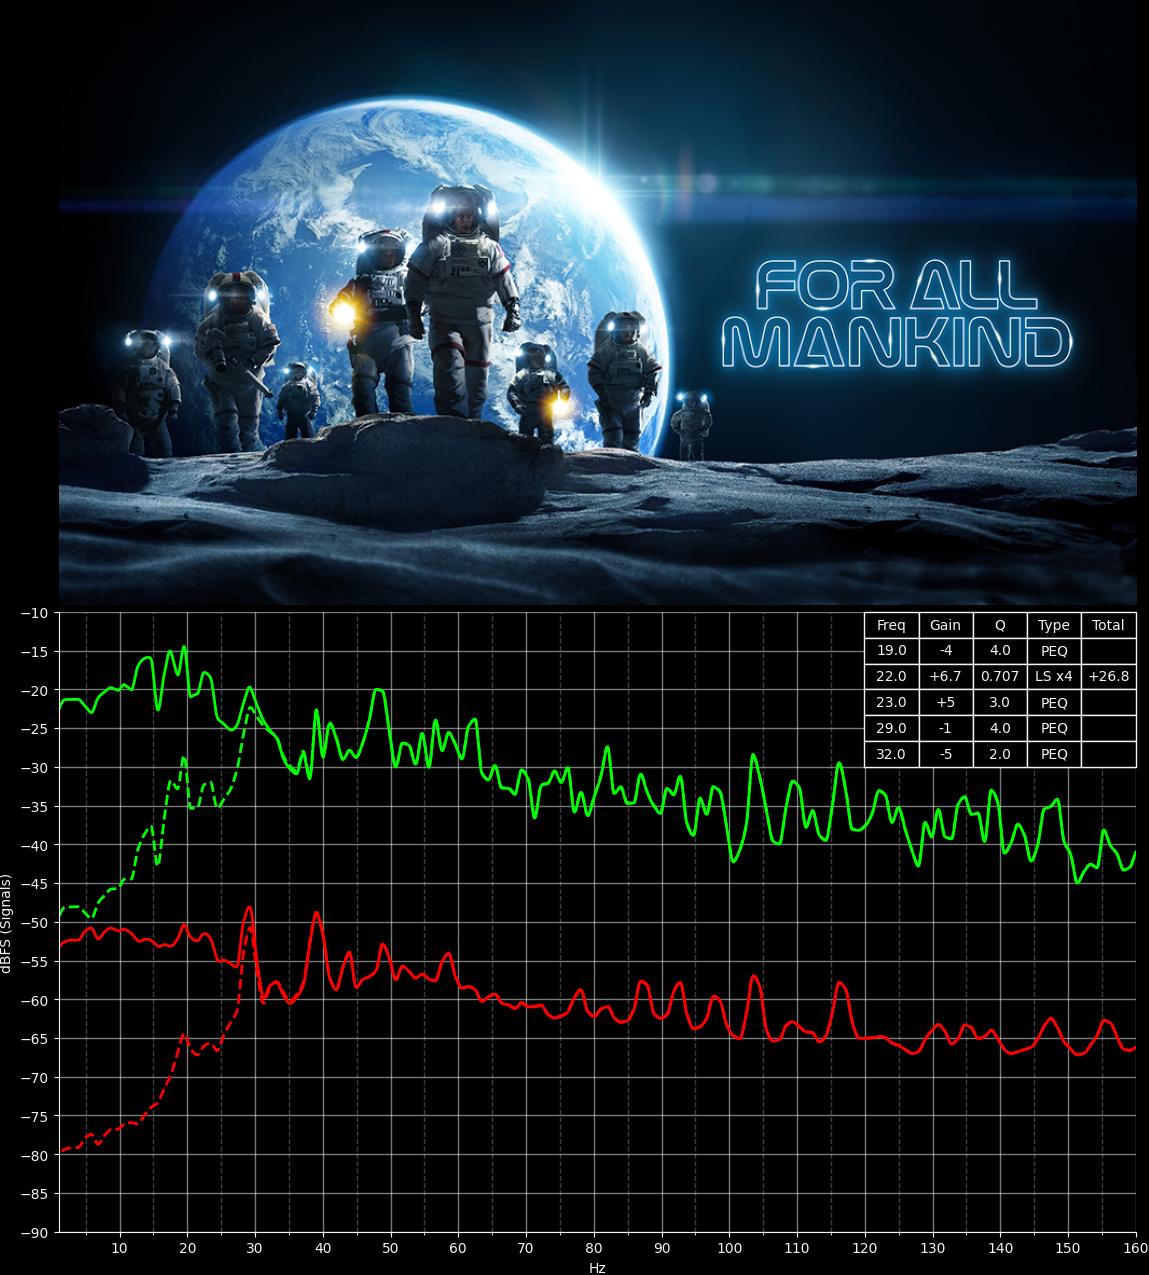 FOR ALL
MANKIND
−10
−15
−20
−25
−30
−35
−40
−45
−50
−55
−60
−65
−70
−75
−80
−85
−90
dBFS (Signals)
Freq Gain Q Type Total
19.0 -4 4.0 PEQ
22.0 +6.7 0.707 LS x4 +26.8
23.0 +5 3.0 PEQ
29.0 -1 4.0 PEQ
32.0 -5 2.0 PEQ
10 20 30 40 50 60 70 80 90 100 110 120 130 140 150 160
Hz